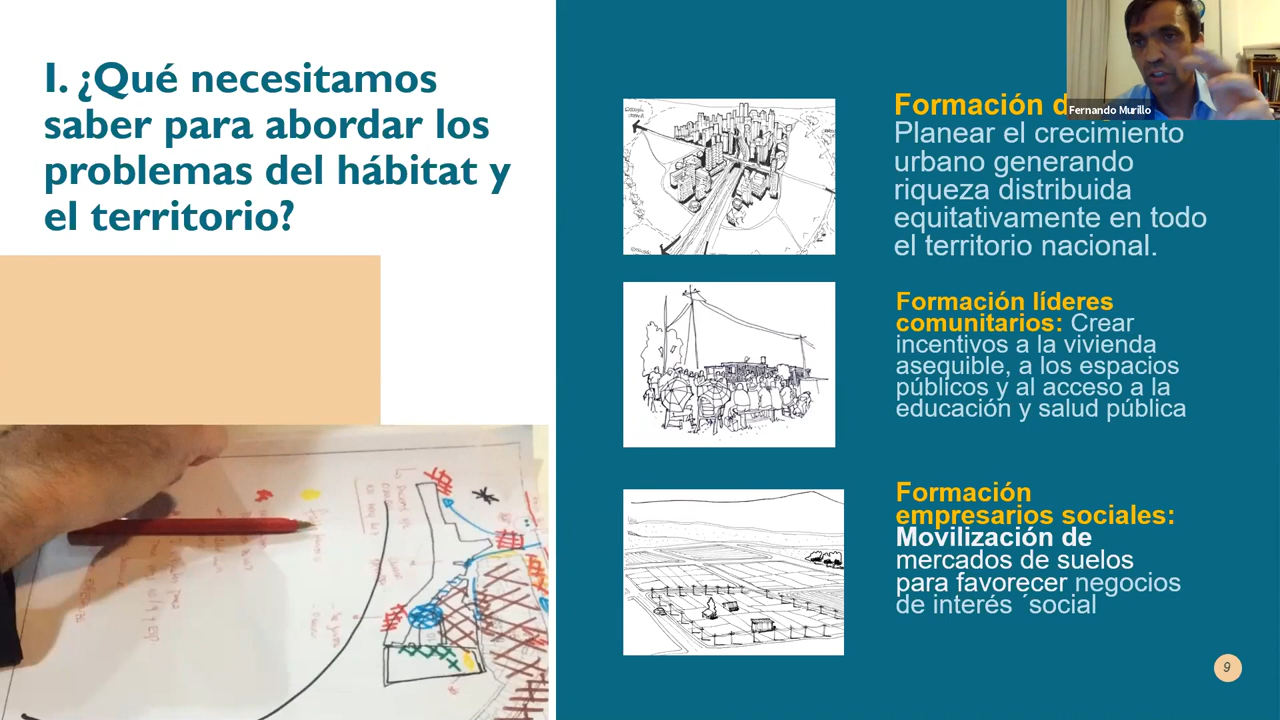 I. ¿Qué necesitamos
saber para abordar los
problemas del hábitat y
el territorio?
Formación d
Fernando Murillo
Planear el crecimiento
urbano generando
riqueza distribuida
equitativamente en todo
el territorio nacional.
Formación líderes
comunitarios: Crear
incentivos a la vivienda
asequible, a los espacios
públicos y al acceso a la
educación y salud pública
Formación
empresarios sociales:
Movilización de
mercados de suelos
para favorecer negocios
de interés ´social
9